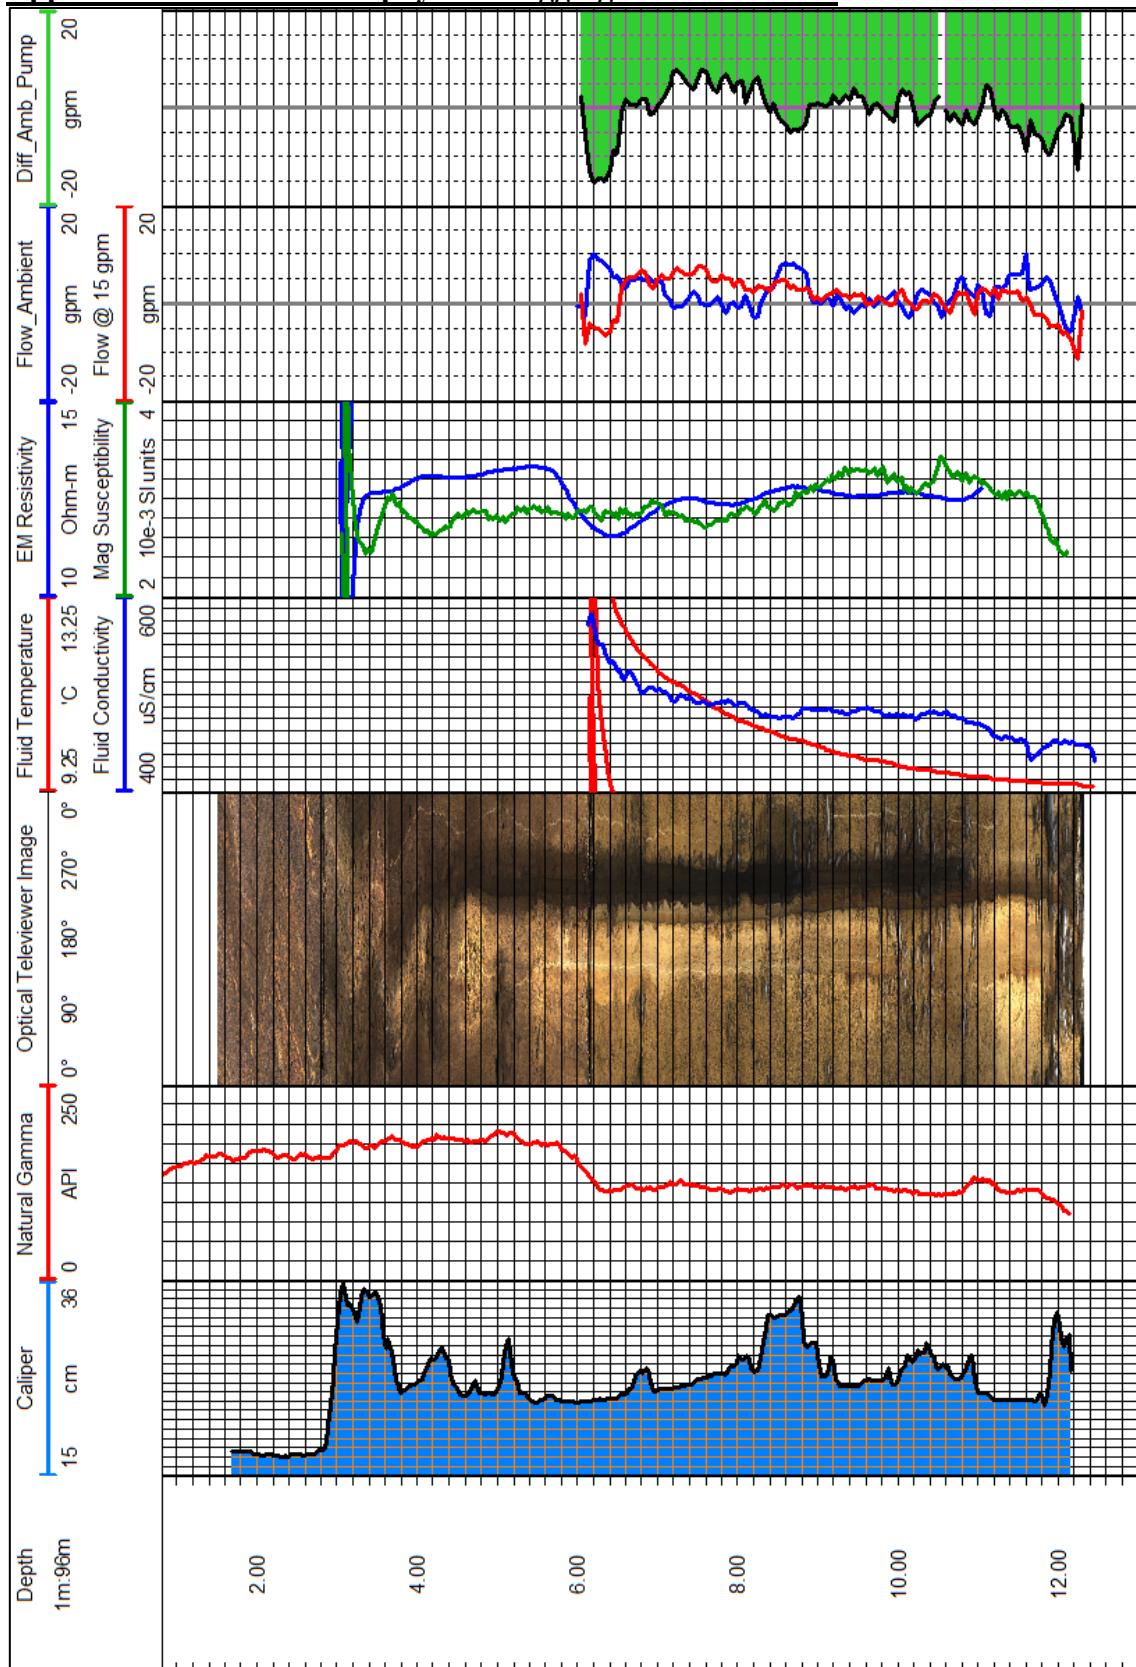 Depth
1m:96m
2.00
4.00
6.00
8.00
10.00
12.00
Caliper
15 cm 36
Natural Gamma
0 API 250
Optical Televiewer Image
0° 90° 180° 270° 0°
Fluid Temperature
9.25 'C 13.25
Fluid Conductivity
400 uS/cm 600
EM Resistivity
10 Ohm-m 15
Mag Susceptibility
2 10e-3 SI units 4
Flow_Ambient
-20 gpm 20
Flow @ 15 gpm
-20 gpm 20
Diff_Amb_Pump
-20 gpm 20